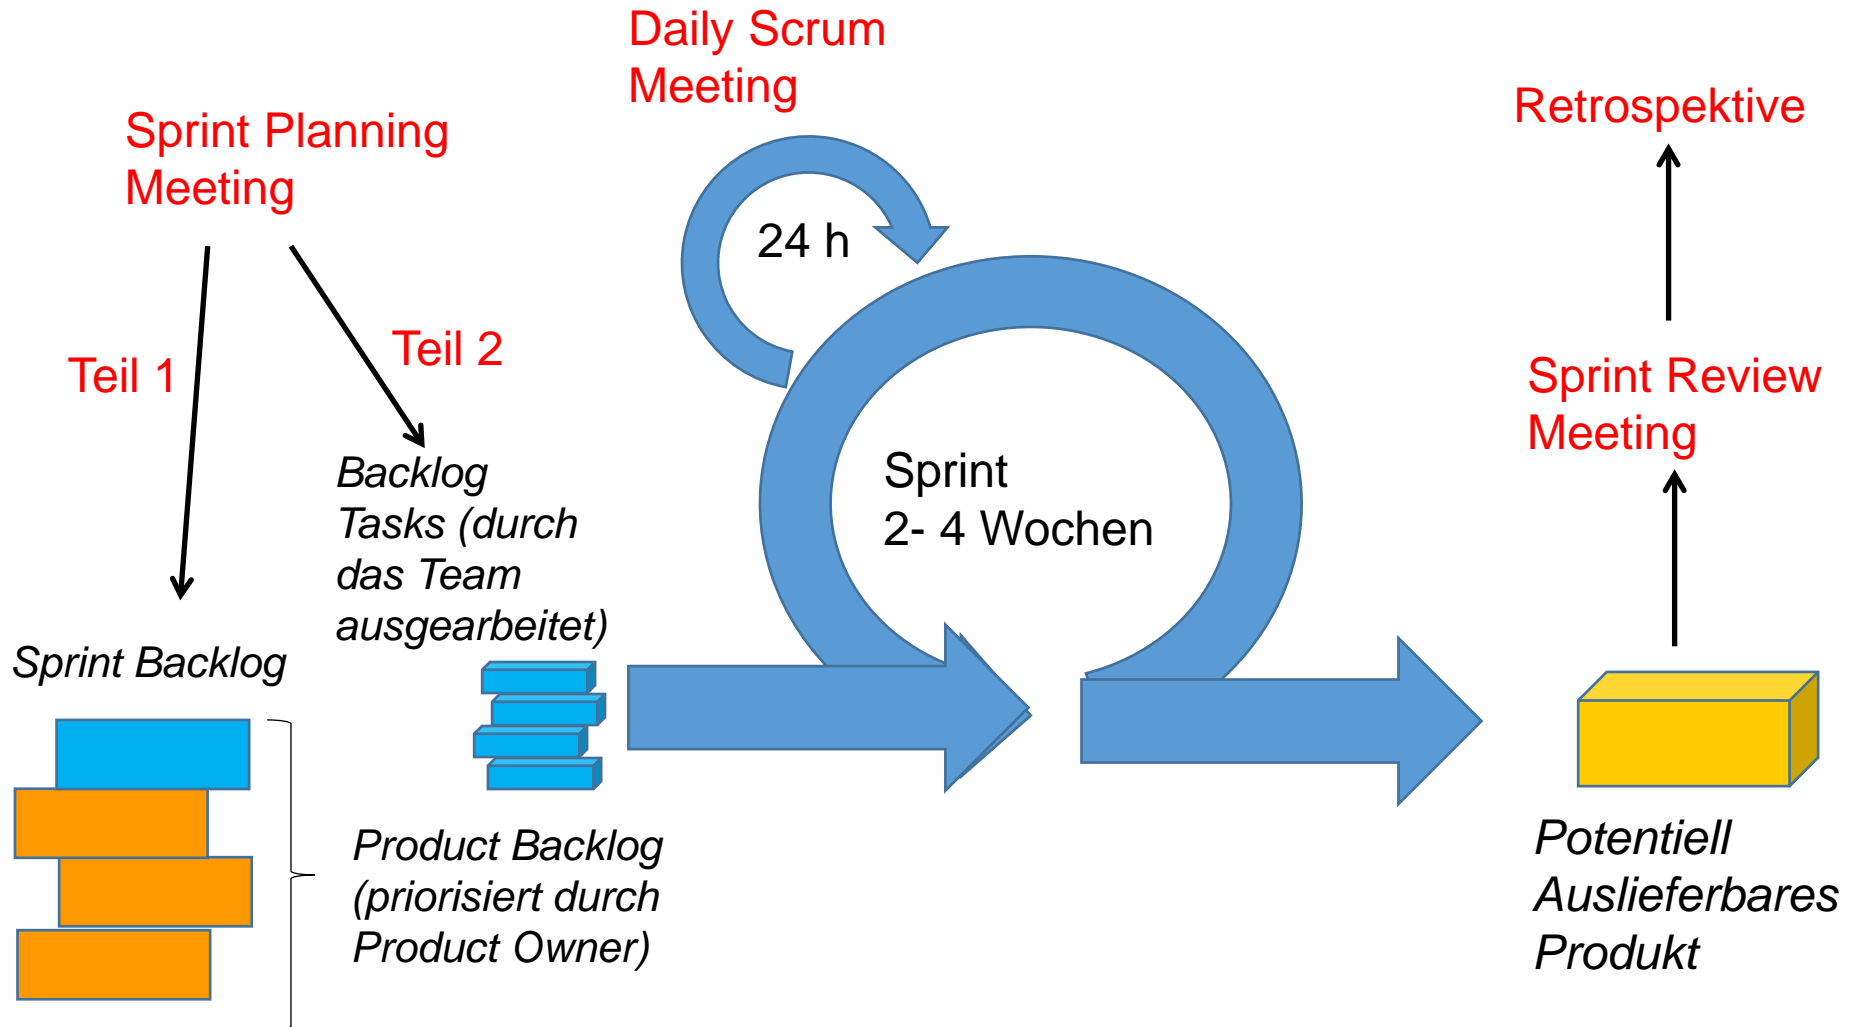 Daily Scrum
Meeting
Sprint Planning
Meeting
Retrospektive
24 h
Teil 1
Teil 2
Sprint Review
Meeting
Backlog
Tasks (durch
das Team
ausgearbeitet)
Sprint
2- 4 Wochen
Sprint Backlog
Product Backlog
(priorisiert durch
Product Owner)
Potentiell
Auslieferbares
Produkt